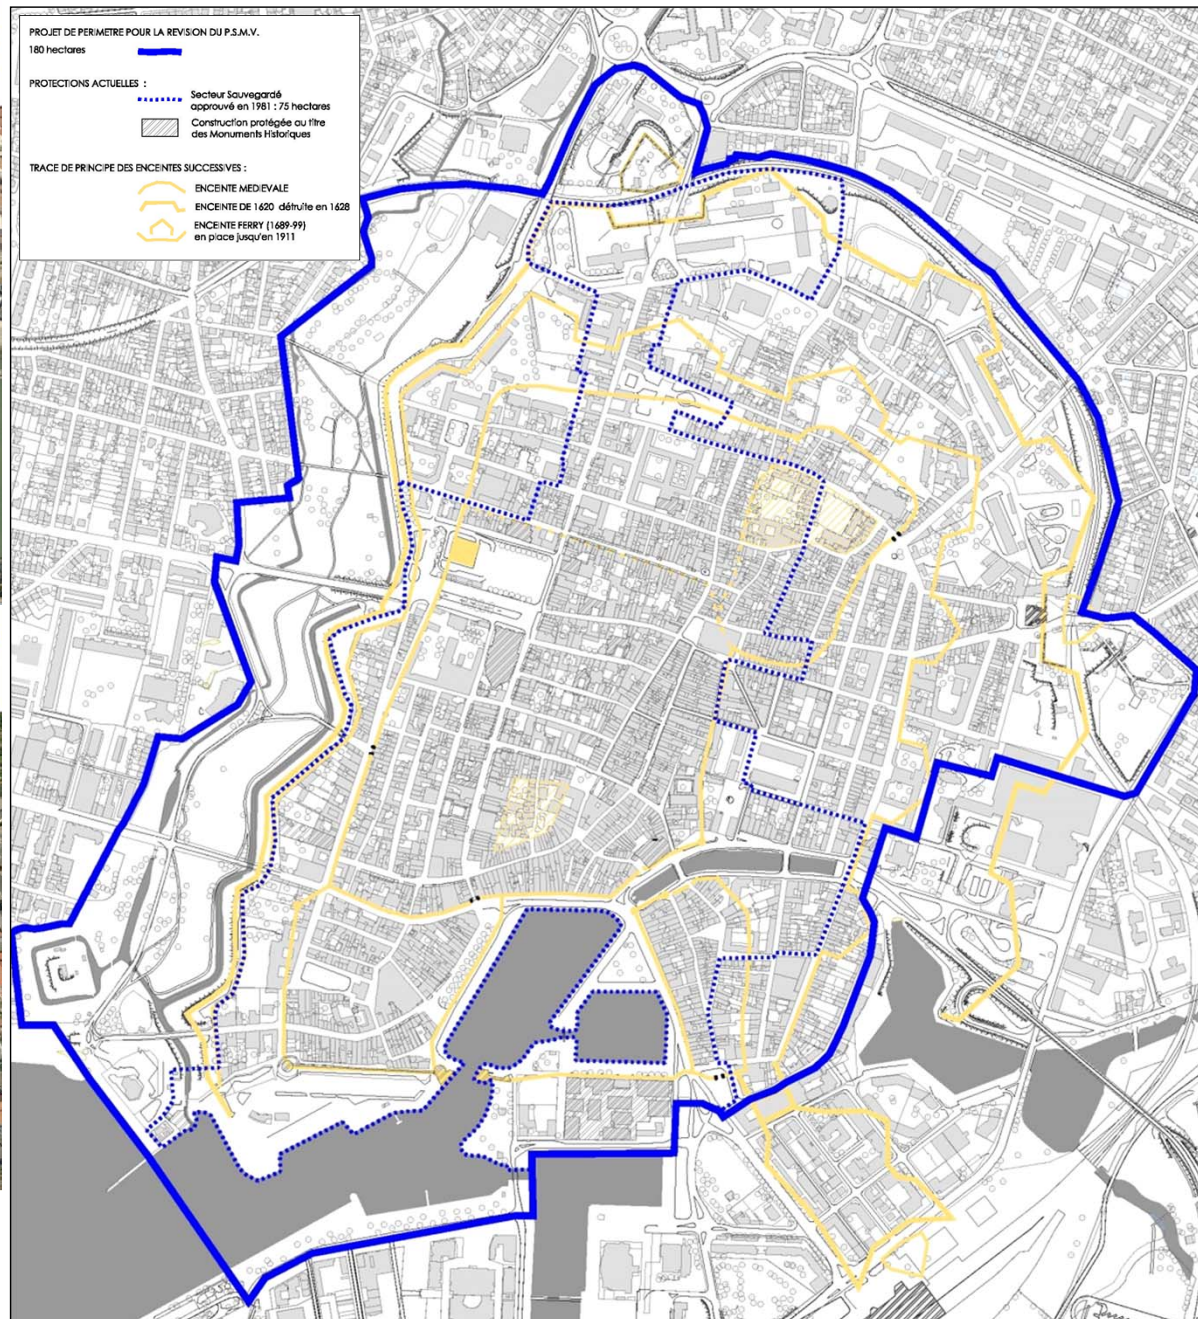 PROJET DE PERIMETRE POUR LA REVISION DU P.S.M.V.
180 hectares
PROTECTIONS ACTUELLES :
Secteur Sauvegardé
approuvé en 1981 : 75 hectares
Construction protégée au titre
des Monuments Historiques
TRACE DE PRINCIPE DES ENCEINTES SUCCESSIVES :
ENCEINTE MEDIEVALE
ENCEINTE DE 1620 détruite en 1628
ENCEINTE FERRY (1689-99)
en place jusqu'en 1911